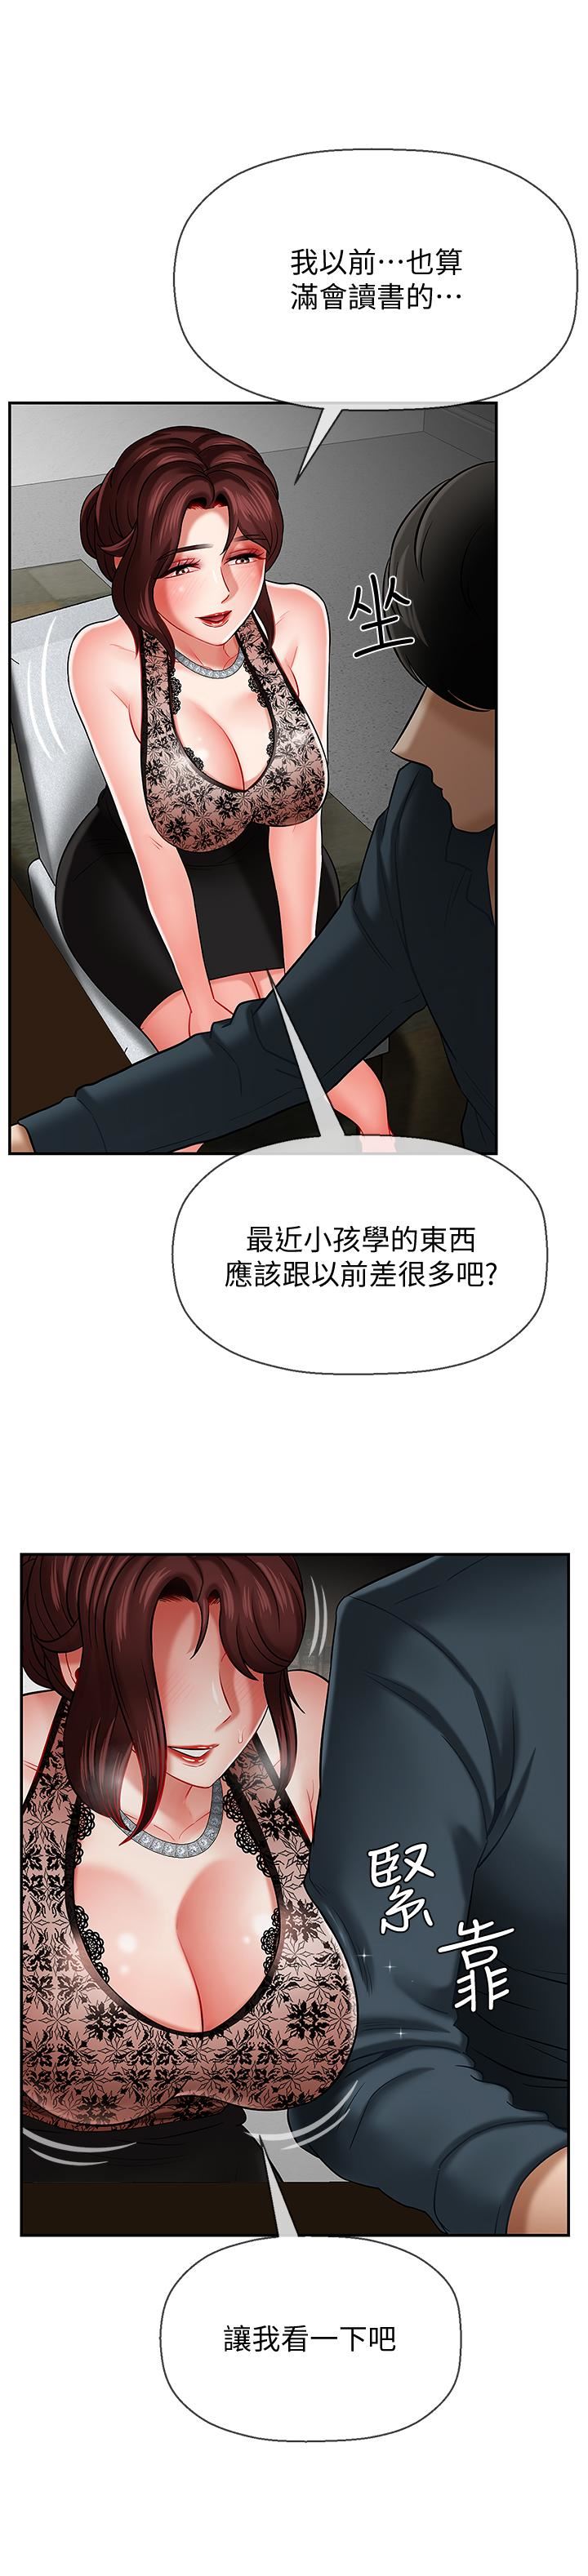 我以前⋯也算
滿會讀書的⋯
坐
最近小孩學的東西
應該跟以前差很多吧?
緊
靠
讓我看一下吧